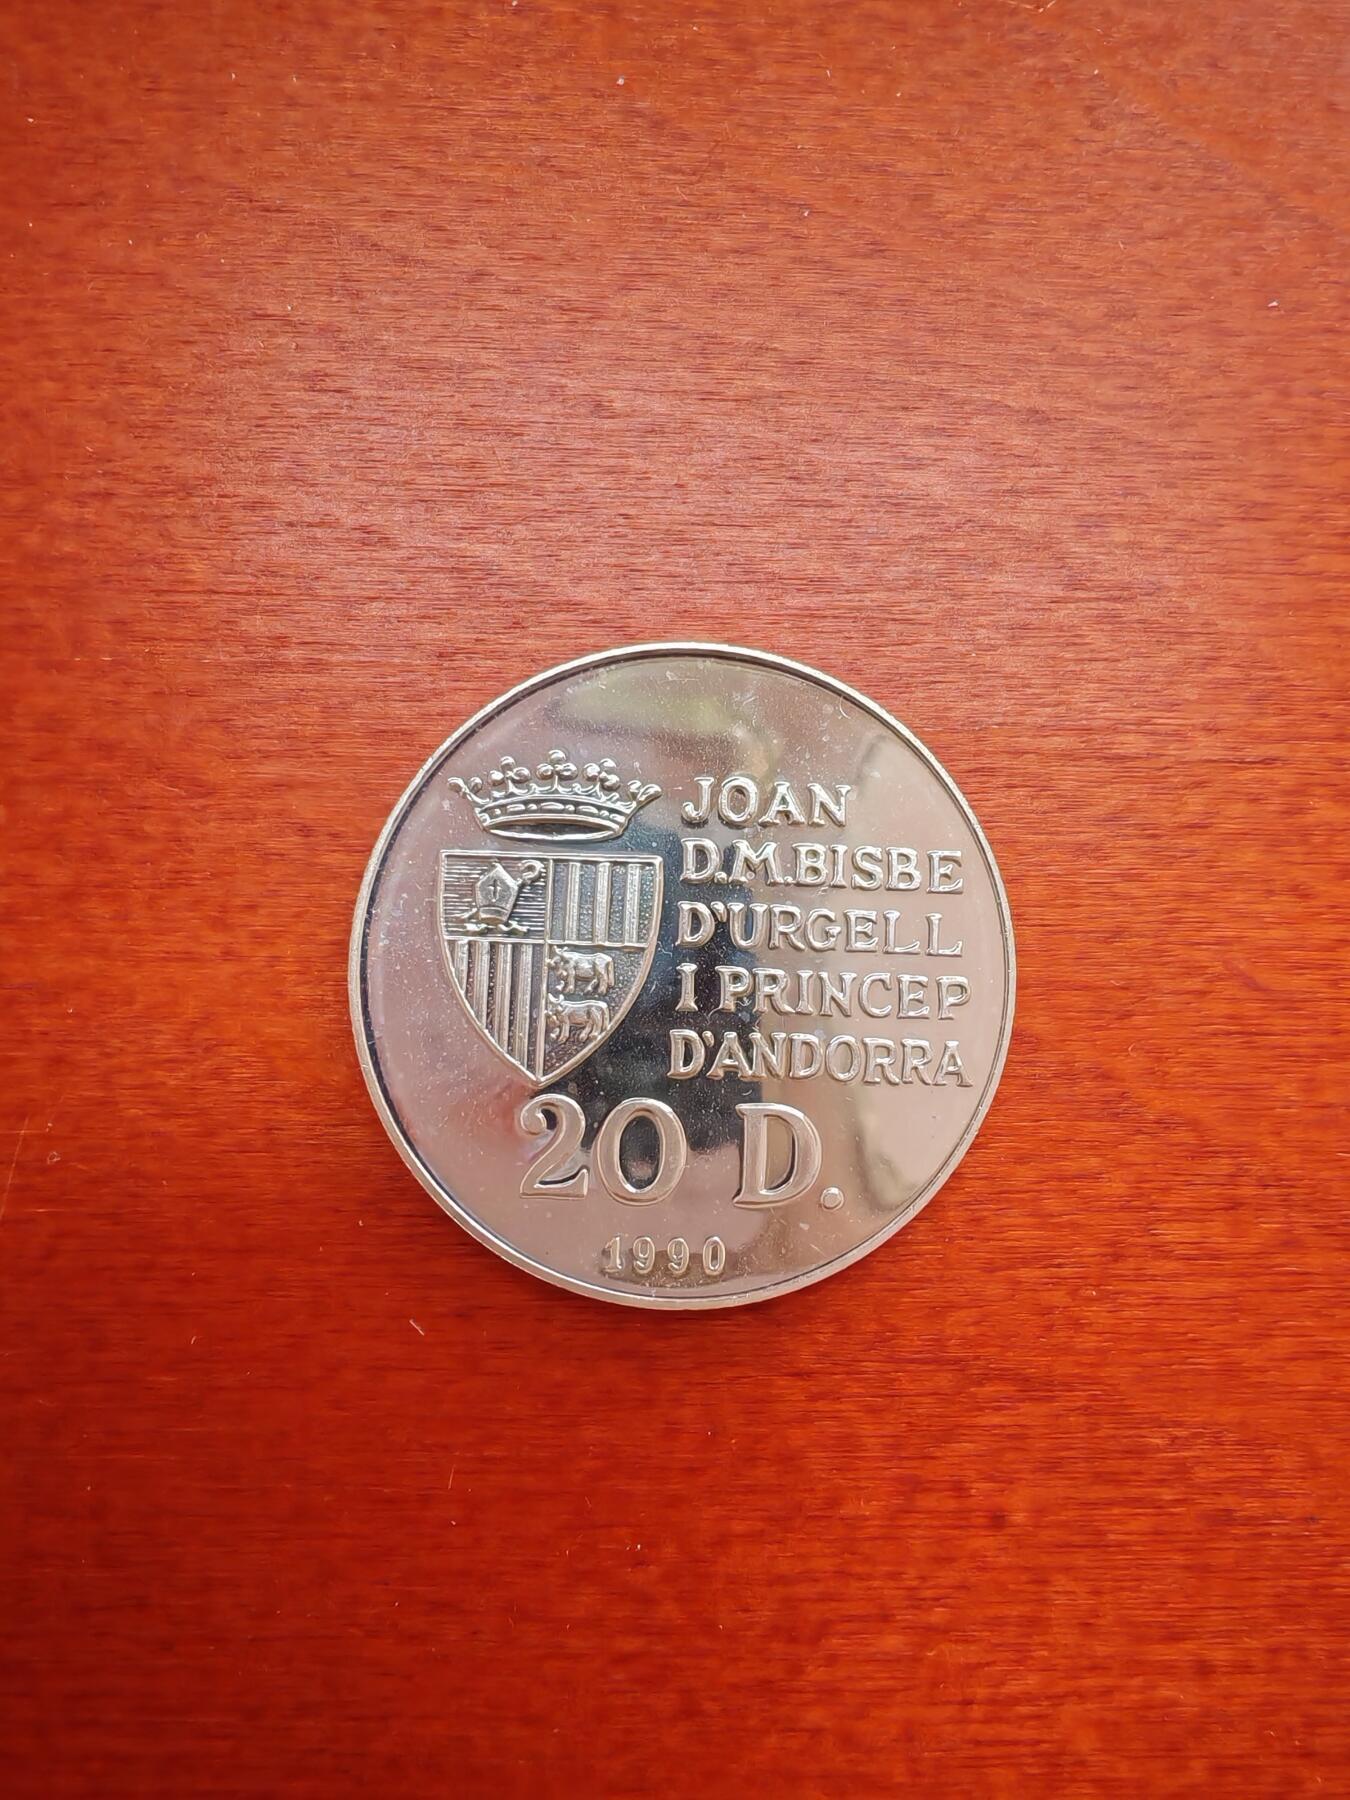 JOAN
D.M.BISBE
D'URGELL
I PRINCEP
D'ANDORRA
20 D.
1990